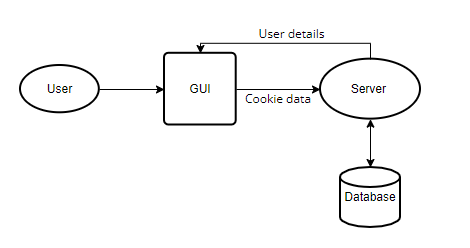 User details
User
GUI
Server
Cookie data
Database